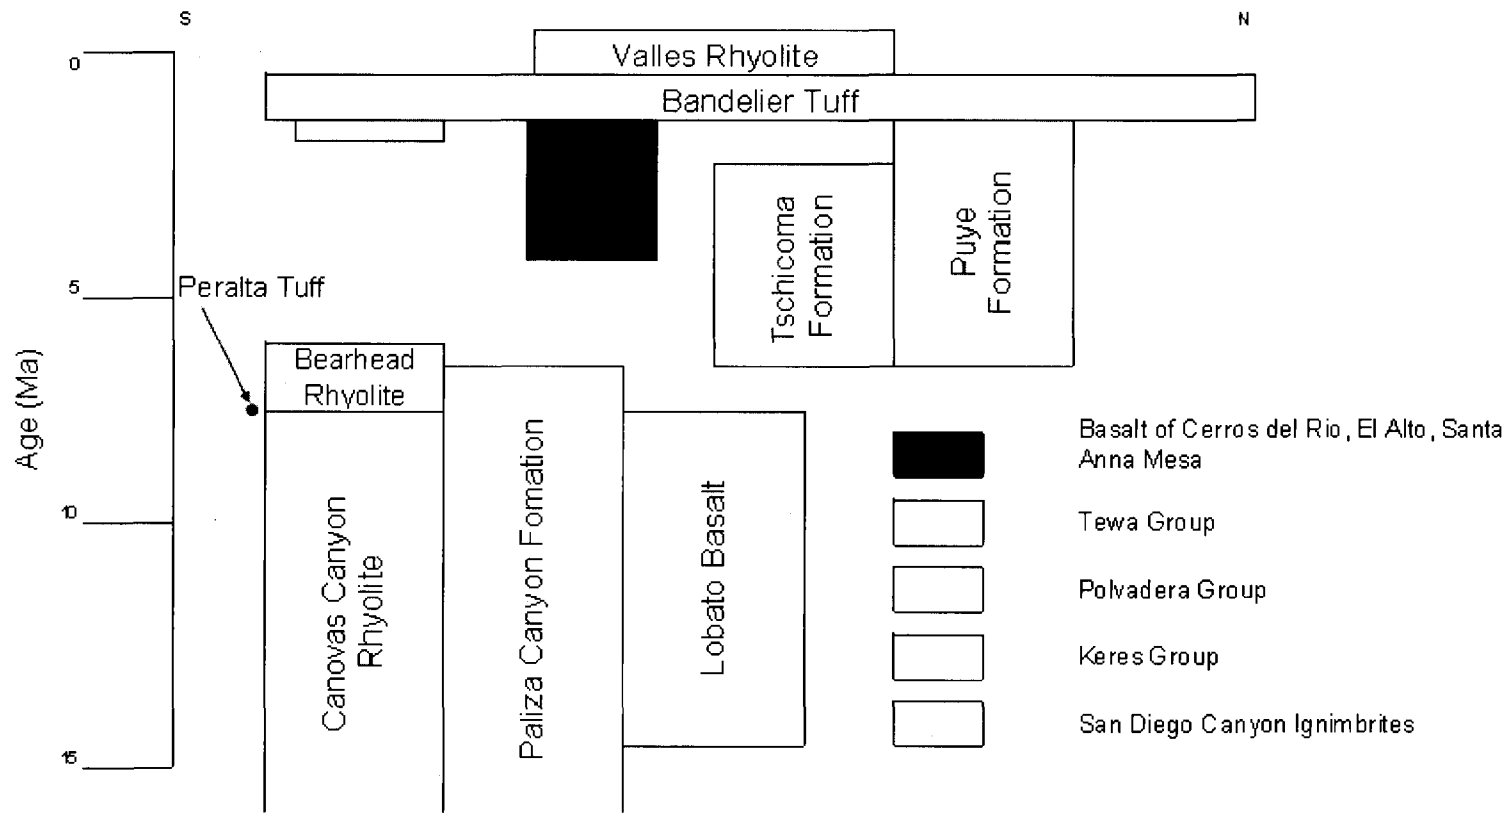 S
N
0
Valles Rhyolite
Bandelier Tuff
Tschicoma
Formation
Puye
Formation
5
Peralta Tuff
Age (Ma)
Bearhead
Rhyolite
Canovas Canyon
Rhyolite
Paliza Canyon Fomation
Lobato Basalt
10
15
Basalt of Cerros del Rio, El Alto, Santa
Anna Mesa
Tewa Group
Polvadera Group
Keres Group
San Diego Canyon Ignimbrites